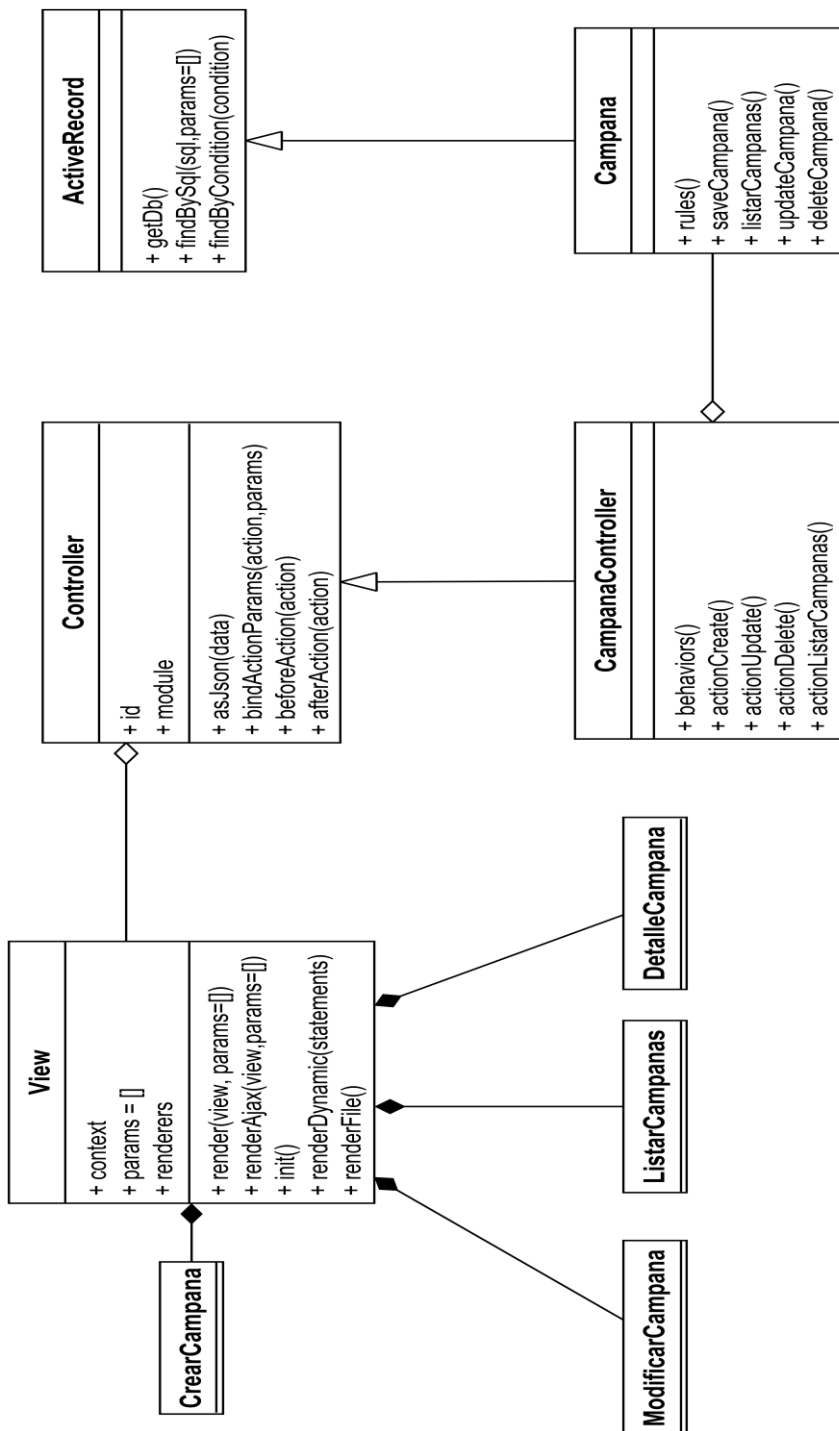 View
+ context
+ params = []
+ renderers
+ render(view, params=[])
+ renderAjax(view,params=[])
+ init()
+ renderDynamic(statements)
+ renderFile()
Controller
+ id
+ module
+ asJson(data)
+ bindActionParams(action,params)
+ beforeAction(action)
+ afterAction(action)
ActiveRecord
+ getDb()
+ findBySql(sql,params=[])
+ findByCondition(condition)
CrearCampana
ModificarCampana
ListarCampanas
DetalleCampana
CampanaController
+ behaviors()
+ actionCreate()
+ actionUpdate()
+ actionDelete()
+ actionListarCampanas()
Campana
+ rules()
+ saveCampana()
+ listarCampanas()
+ updateCampana()
+ deleteCampana()